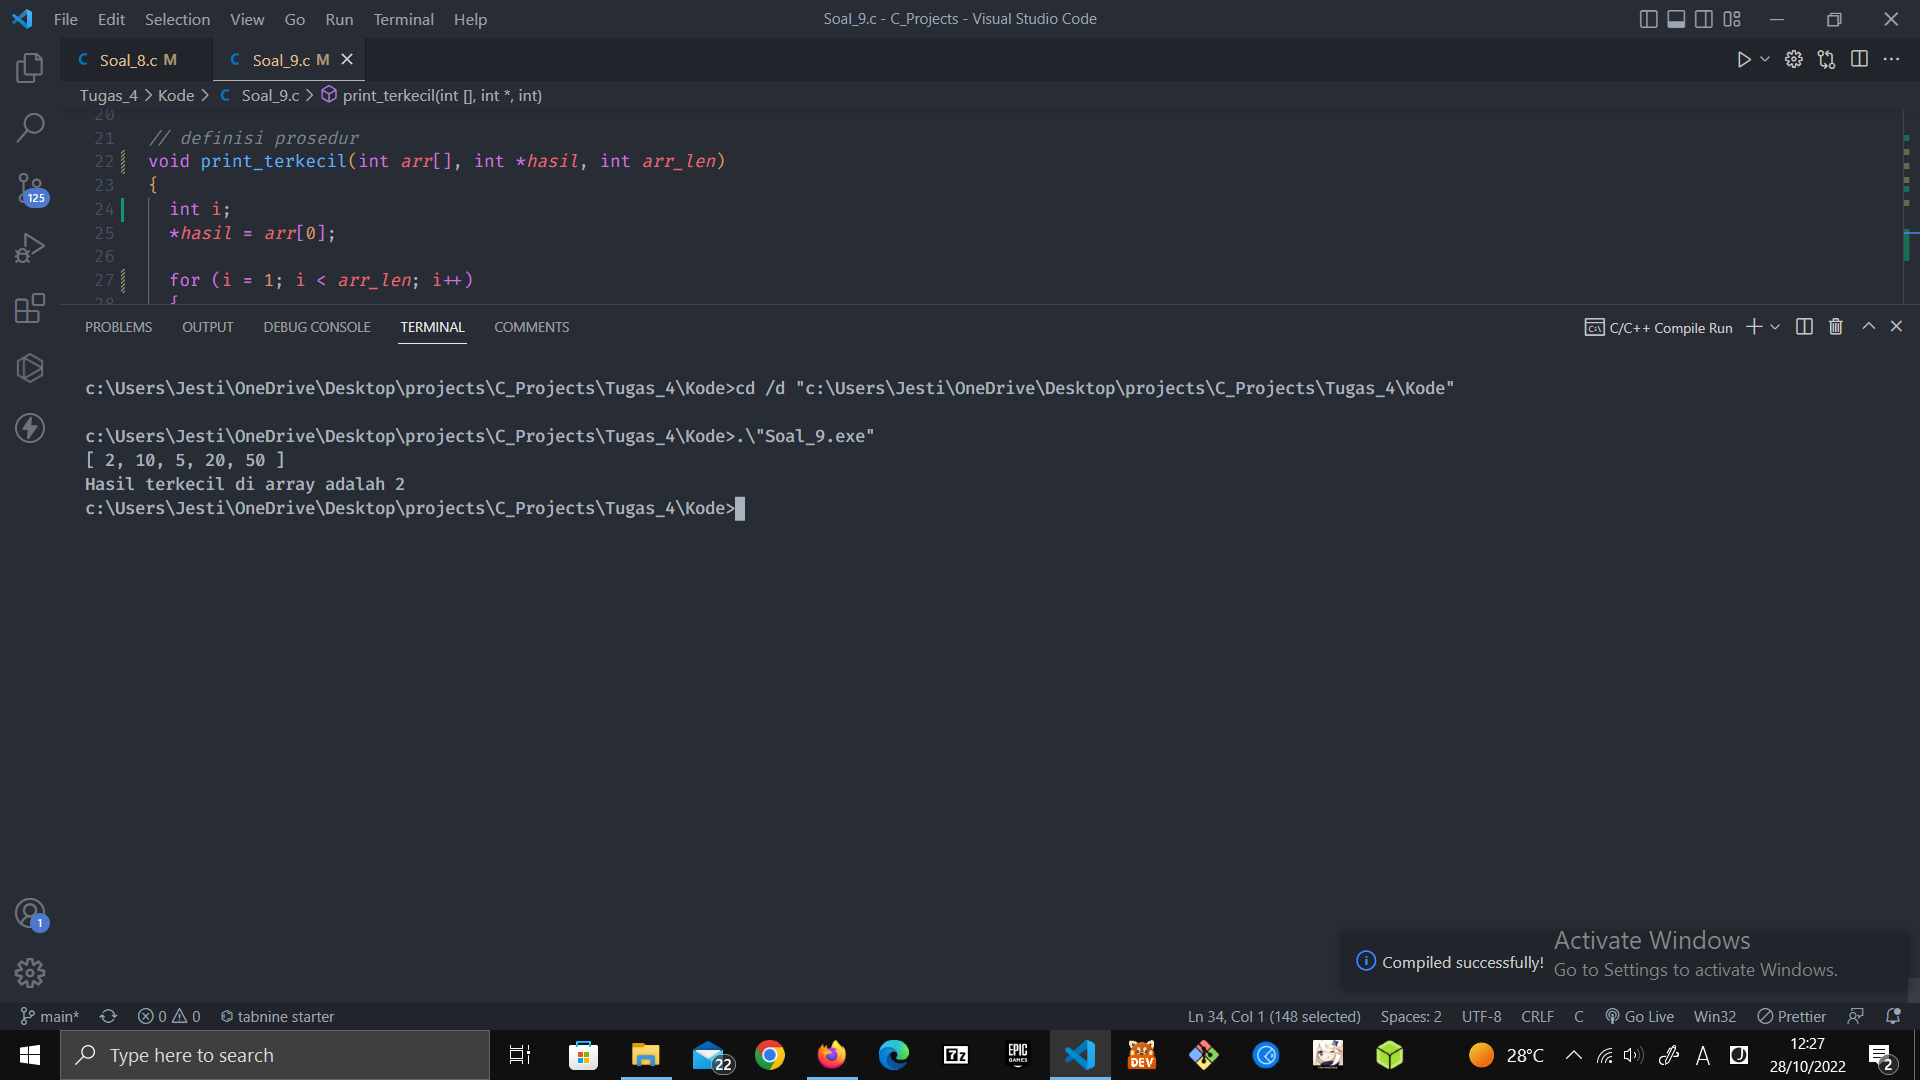 File Edit Selection View Go Run Terminal Help
Soal_9.c - C_Projects - Visual Studio Code
C Soal_8.c M
C Soal_9.c M
Tugas_4 > Kode > C Soal_9.c > print_terkecil(int [], int *, int)
20
21 // definisi prosedur
22 void print_terkecil(int arr[], int *hasil, int arr_len)
23 {
24 int i;
25 *hasil = arr[0];
26
27 for (i = 1; i < arr_len; i++)
28 {
125
PROBLEMS OUTPUT DEBUG CONSOLE TERMINAL COMMENTS
C/C++ Compile Run
c:\Users\Jesti\OneDrive\Desktop\projects\C_Projects\Tugas_4\Kode>cd /d "c:\Users\Jesti\OneDrive\Desktop\projects\C_Projects\Tugas_4\Kode"
c:\Users\Jesti\OneDrive\Desktop\projects\C_Projects\Tugas_4\Kode>.\"Soal_9.exe"
[ 2, 10, 5, 20, 50 ]
Hasil terkecil di array adalah 2
c:\Users\Jesti\OneDrive\Desktop\projects\C_Projects\Tugas_4\Kode>
1
Compiled successfully!
Activate Windows
Go to Settings to activate Windows.
main* 0 0 tabnine starter
Ln 34, Col 1 (148 selected) Spaces: 2 UTF-8 CRLF C Go Live Win32 Prettier
Type here to search
22
7z
EPIC GAMES
DEV
28°C
A
12:27
28/10/2022
2